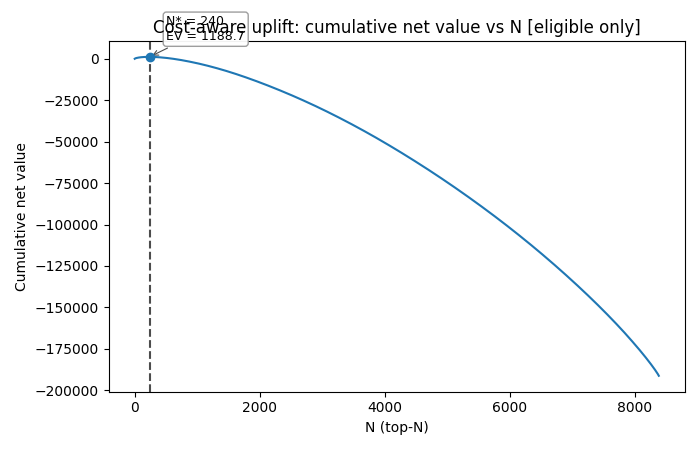 Cost-aware uplift: cumulative net value vs N [eligible only]
N* = 240
EV = 1188.7
Cumulative net value
0
−25000
−50000
−75000
−100000
−125000
−150000
−175000
−200000
0
2000
4000
6000
8000
N (top-N)